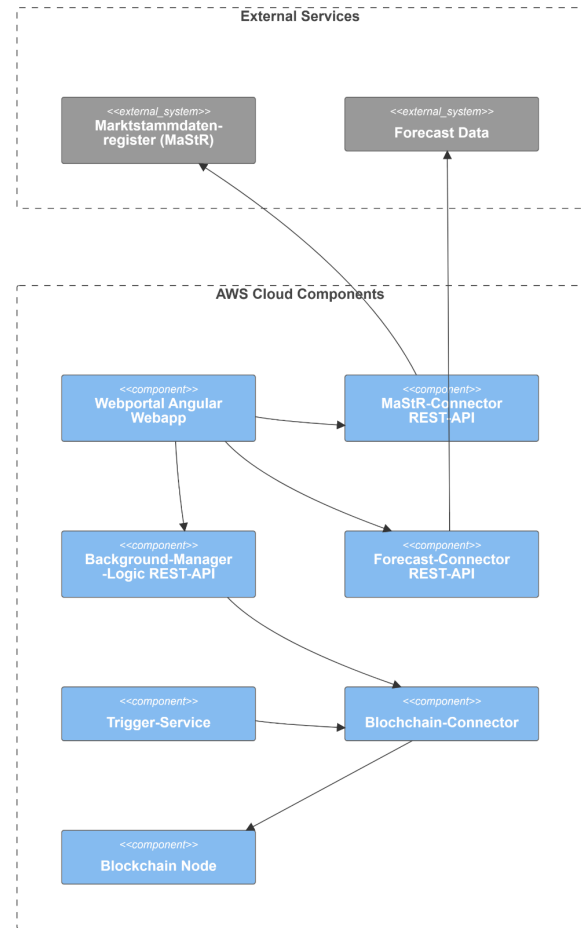 External Services
<<external_system>>
Marktstammdaten-
register (MaStR)
<<external_system>>
Forecast Data
AWS Cloud Components
<<component>>
Webportal Angular
Webapp
<<component>>
MaStR-Connector
REST-API
<<component>>
Background-Manager
-Logic REST-API
<<component>>
Forecast-Connector
REST-API
<<component>>
Trigger-Service
<<component>>
Blochchain-Connector
<<component>>
Blockchain Node